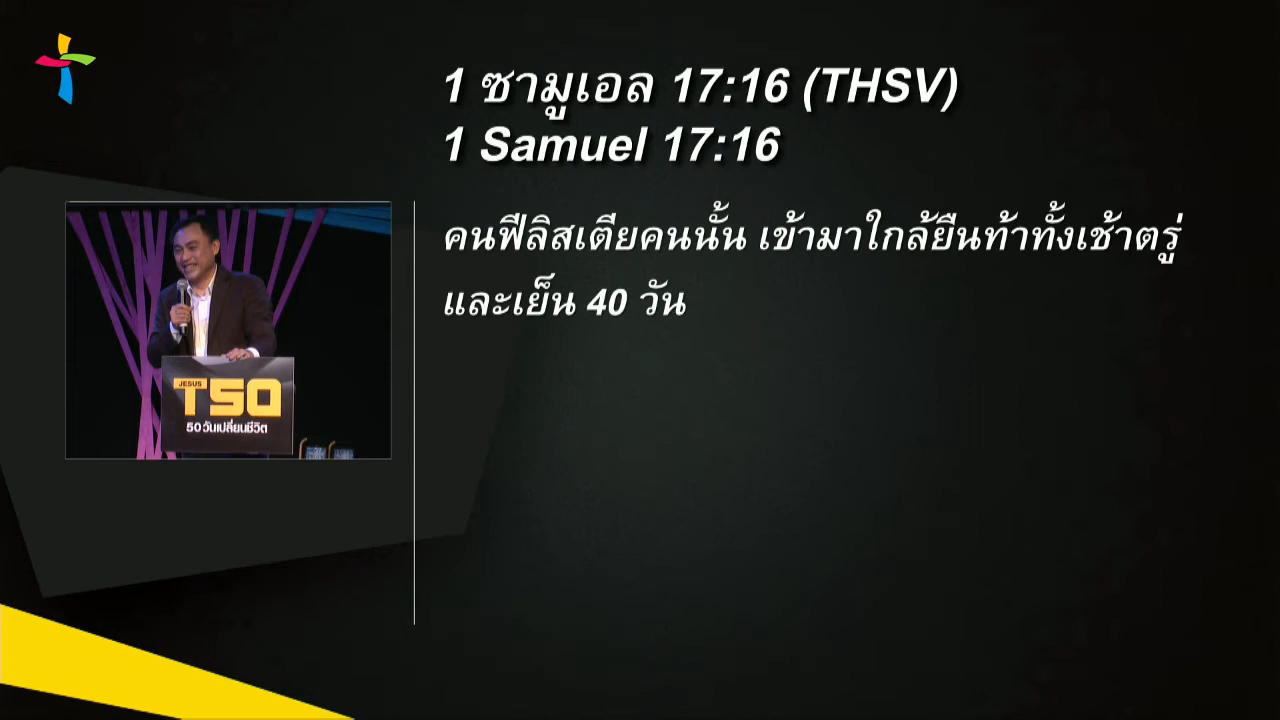 1 ซามูเอล 17:16 (THSV)
1 Samuel 17:16
คนฟีลิสเตียคนนั้น เข้ามาใกล้ยืนท้าทั้งเช้าตรู่
และเย็น 40 วัน
JESUS
T50
50 วันเปลี่ยนชีวิต